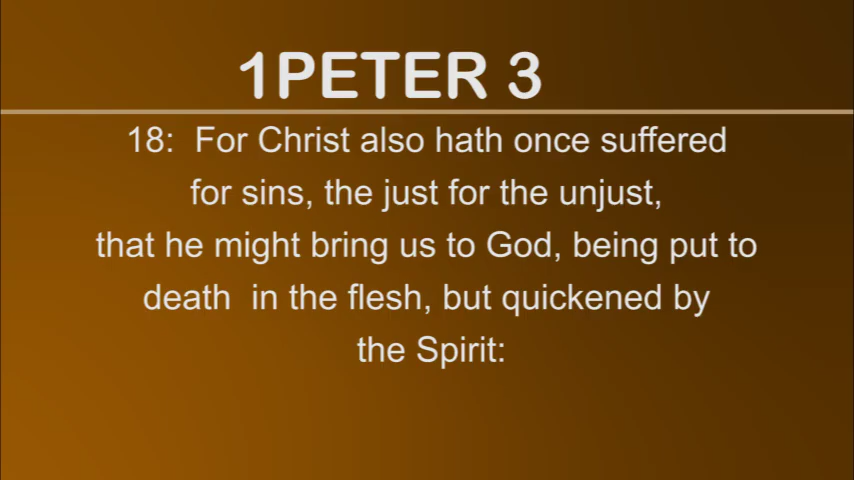 1PETER 3
18:  For Christ also hath once suffered
for sins, the just for the unjust,
that he might bring us to God, being put to
death  in the flesh, but quickened by
the Spirit: